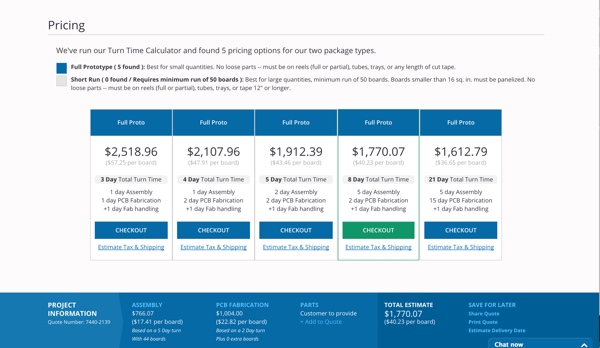 Pricing
We've run our Turn Time Calculator and found 5 pricing options for our two package types.
Full Prototype ( 5 found ): Best for small quantities. No loose parts -- must be on reels (full or partial), tubes, trays, or any length of cut tape.
Short Run ( 0 found / Requires minimum run of 50 boards ): Best for large quantities, minimum run of 50 boards. Boards smaller than 16 sq. in. must be panelized. No
loose parts -- must be on reels (full or partial), tubes, trays, or tape 12" or longer.
Full Proto Full Proto Full Proto Full Proto Full Proto
$2,518.96 $2,107.96 $1,912.39 $1,770.07 $1,612.79
($57.25 per board) ($47.91 per board) ($43.46 per board) ($40.23 per board) ($36.65 per board)
3 Day Total Turn Time 4 Day Total Turn Time 5 Day Total Turn Time 8 Day Total Turn Time 21 Day Total Turn Time
1 day Assembly 1 day Assembly 2 day Assembly 5 day Assembly 5 day Assembly
1 day PCB Fabrication 2 day PCB Fabrication 2 day PCB Fabrication 2 day PCB Fabrication 15 day PCB Fabrication
+1 day Fab handling +1 day Fab handling +1 day Fab handling +1 day Fab handling +1 day Fab handling
CHECKOUT CHECKOUT CHECKOUT CHECKOUT CHECKOUT
Estimate Tax & Shipping Estimate Tax & Shipping Estimate Tax & Shipping Estimate Tax & Shipping Estimate Tax & Shipping
PROJECT
INFORMATION
Quote Number: 7440-2139
ASSEMBLY
$766.07
($17.41 per board)
Based on a 5 Day turn
With 44 boards
PCB FABRICATION
$1,004.00
($22.82 per board)
Based on a 2 Day turn
Plus 0 extra boards
PARTS
Customer to provide
+ Add to Quote
TOTAL ESTIMATE
$1,770.07
($40.23 per board)
SAVE FOR LATER
Share Quote
Print Quote
Estimate Delivery Date
Chat now